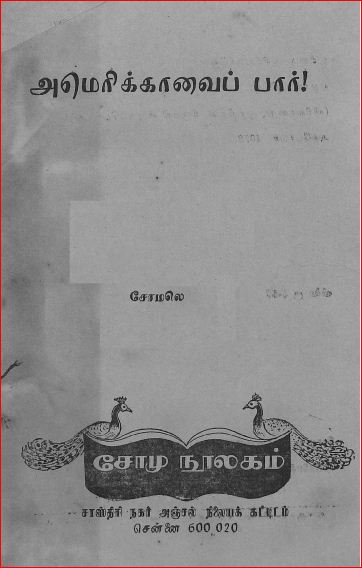 அமெரிக்காவைப் பார்!
சோமலெ
சோமு நூலகம்
சாஸ்திரி நகர் அஞ்சல் நிலையக் கட்டிடம்
சென்னை 600 020